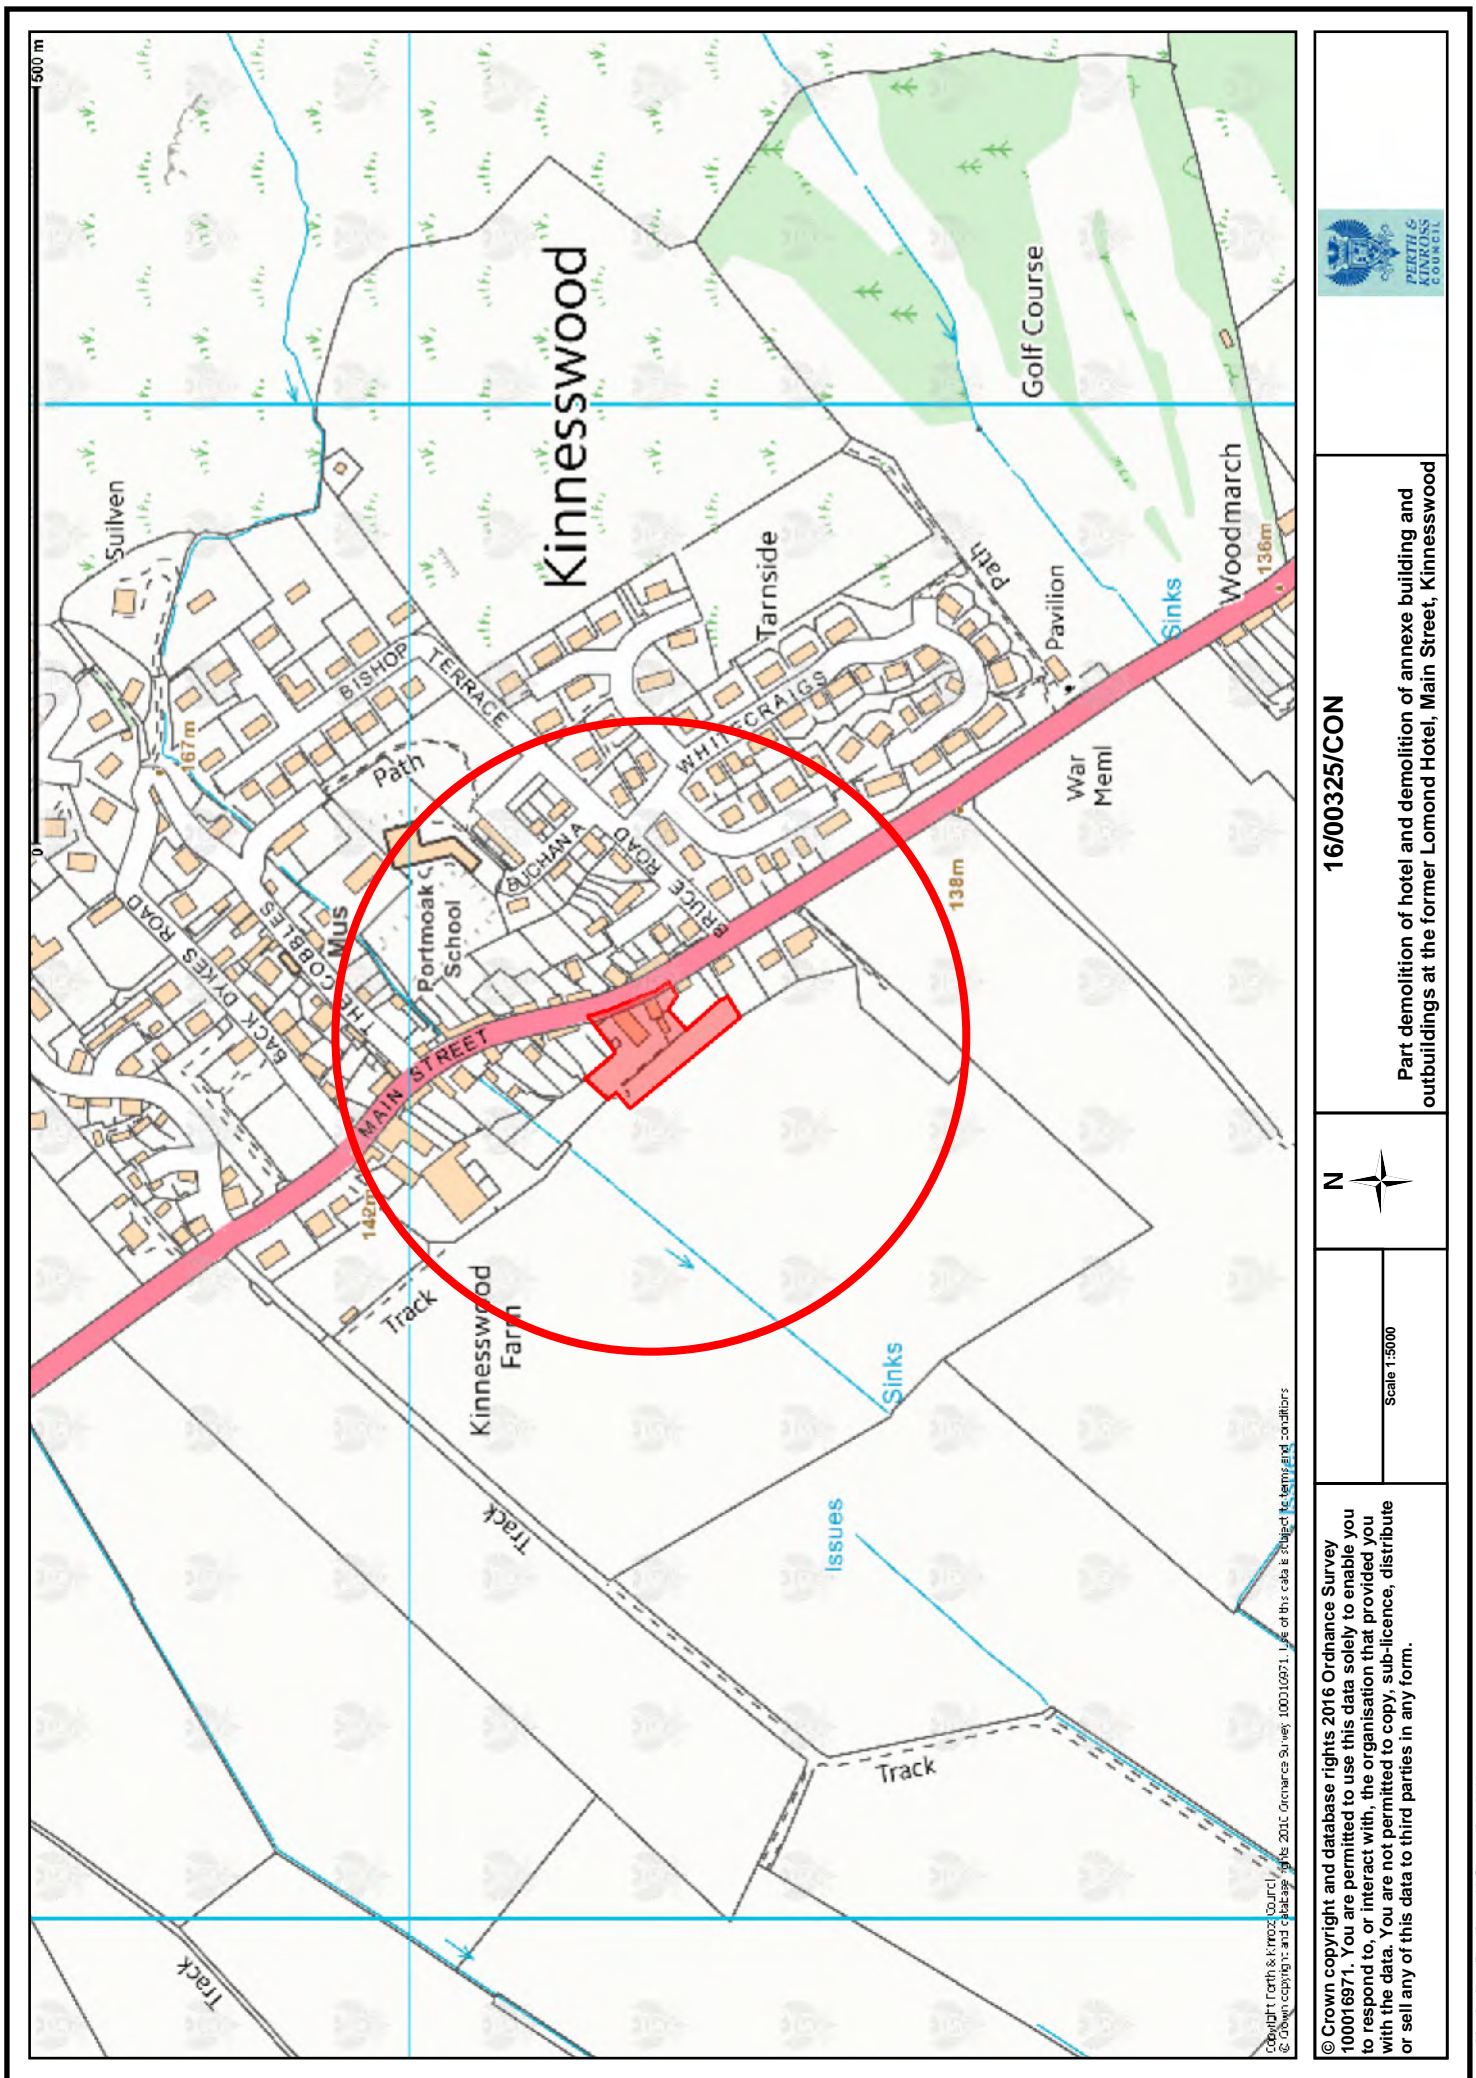 500 m
0
Suilven
167m
BISHOP
TERRACE
Path
Kinnesswood
Tarnside
WHITECRAIGS
Golf Course
Path
Pavilion
Sinks
Woodmarch
136m
BACK DYKES ROAD
THE COBBLES
Mus
Portmoak
School
BUCHANA
BRUCE ROAD
War
Meml
138m
MAIN STREET
142m
Kinnesswood
Farm
Track
Sinks
Track
Issues
Track
Track
Issues
© Crown copyright and database rights 2016 Ordnance Survey
100016971. You are permitted to use this data solely to enable you
to respond to, or interact with, the organisation that provided you
with the data. You are not permitted to copy, sub-licence, distribute
or sell any of this data to third parties in any form.
Scale 1:5000
N
16/00325/CON
Part demolition of hotel and demolition of annexe building and
outbuildings at the former Lomond Hotel, Main Street, Kinnesswood
PERTH &
KINROSS
COUNCIL